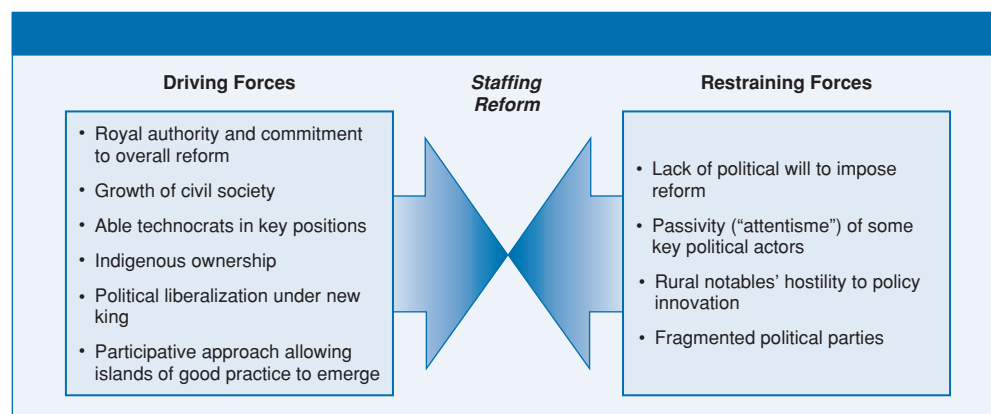 Driving Forces
Staffing
Reform
Restraining Forces
• Royal authority and commitment
to overall reform
• Growth of civil society
• Able technocrats in key positions
• Indigenous ownership
• Political liberalization under new
king
• Participative approach allowing
islands of good practice to emerge
• Lack of political will to impose
reform
• Passivity (“attentisme”) of some
key political actors
• Rural notables’ hostility to policy
innovation
• Fragmented political parties